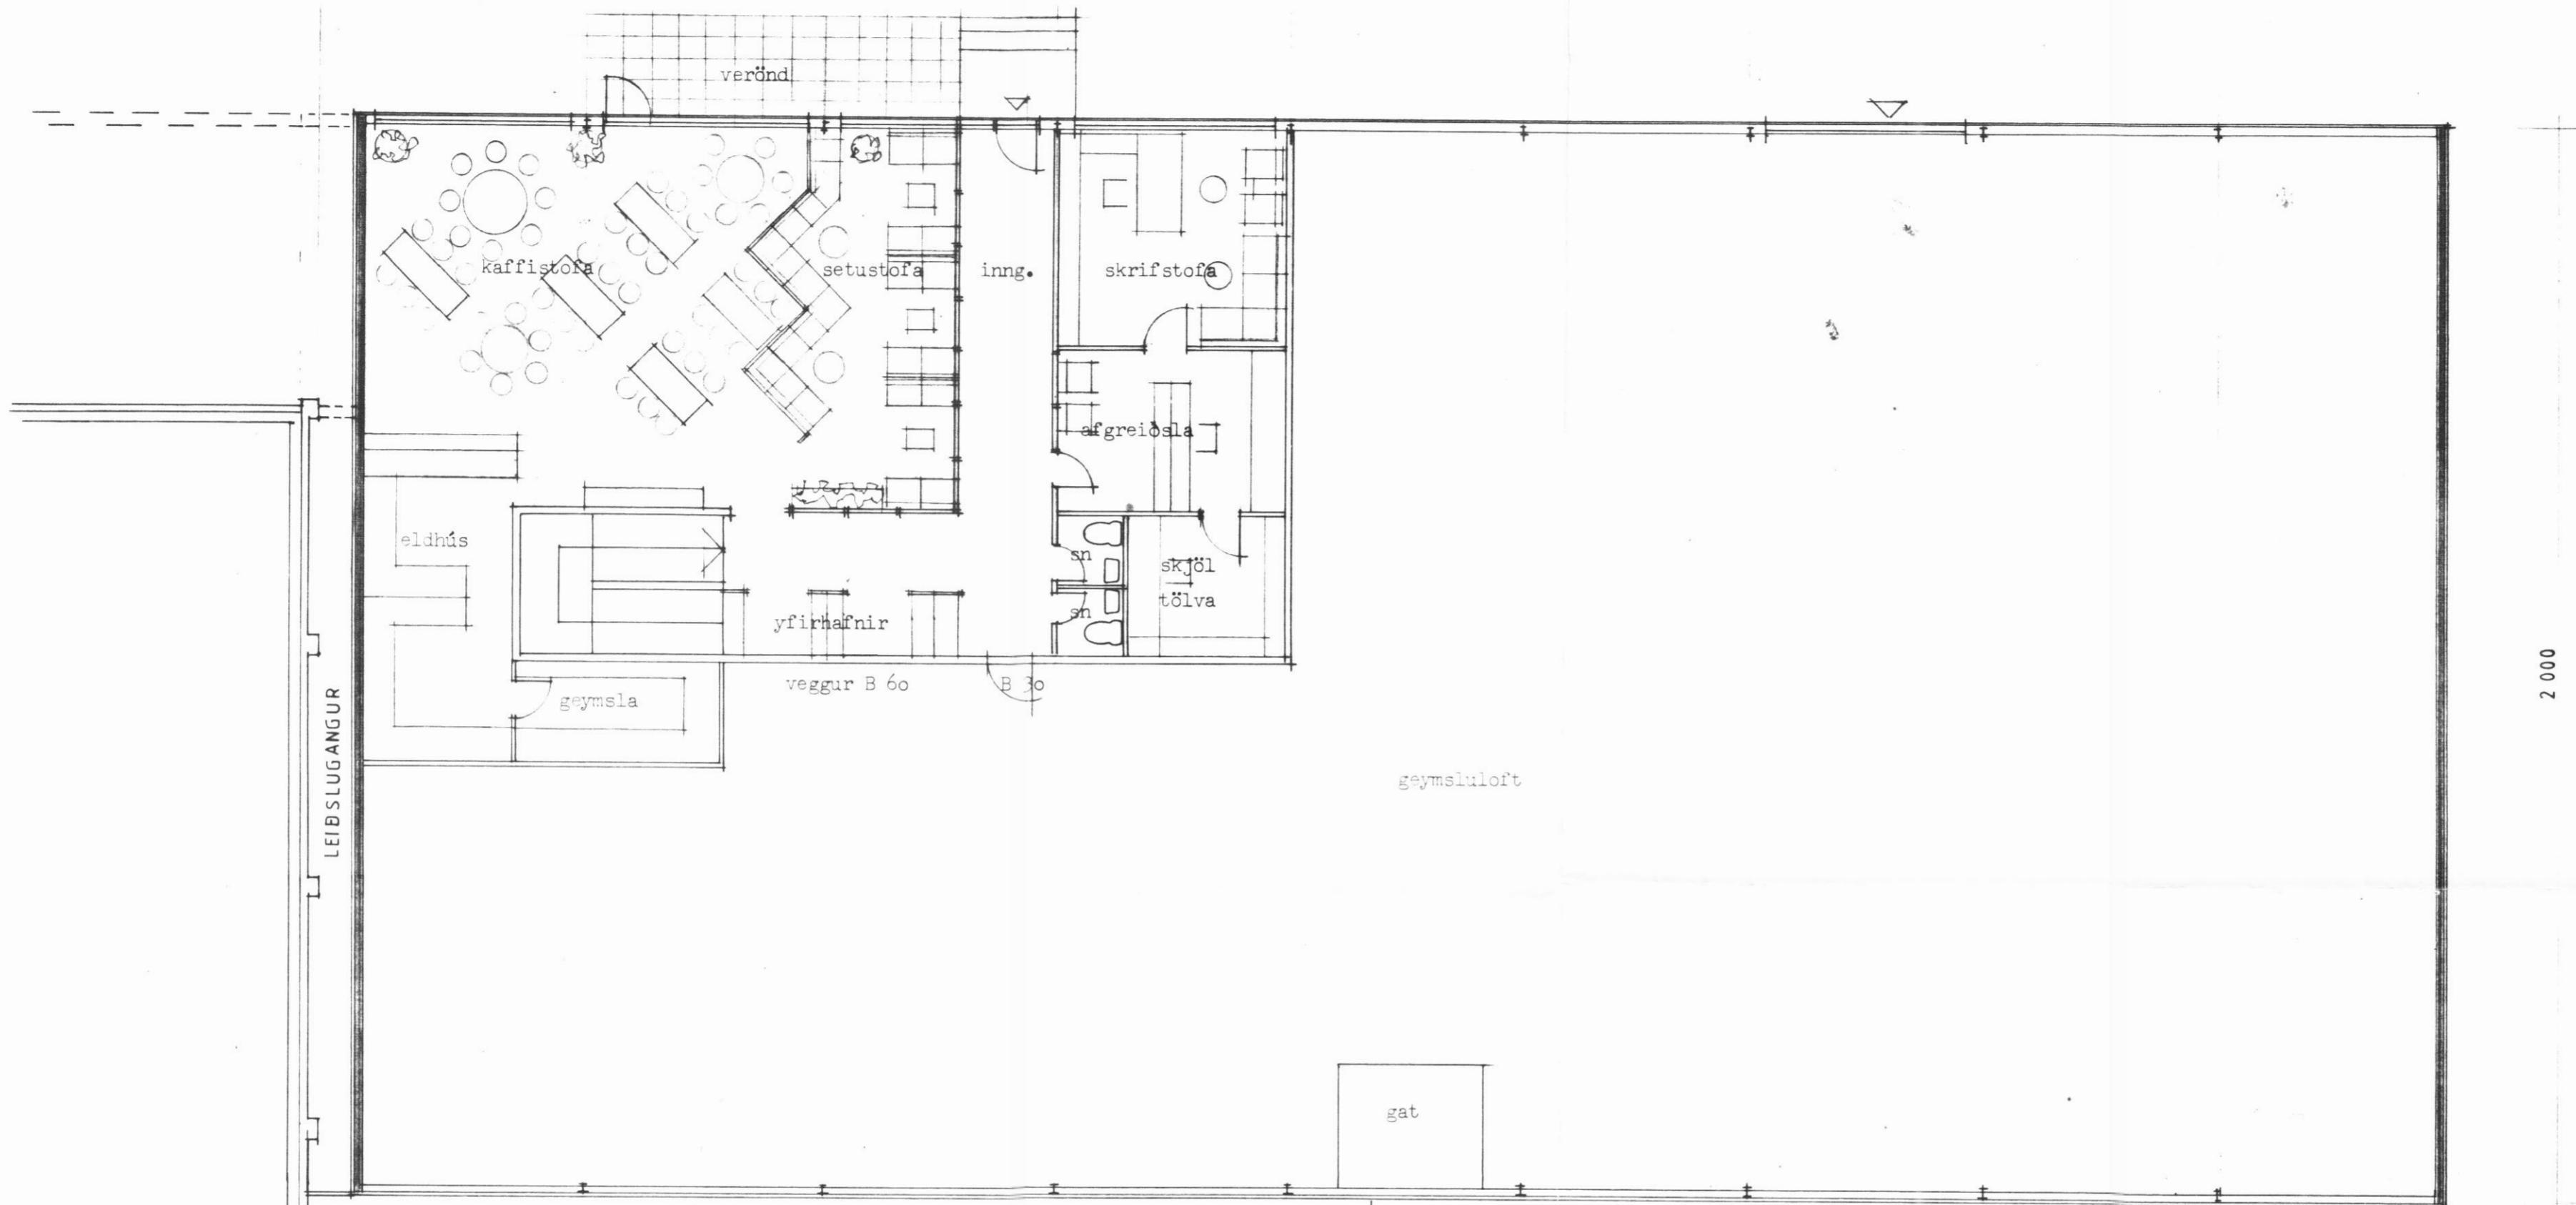 verönd
kaffistofa
setustofa
inng.
skrifstofa
afgreiðsla
eldhús
sn
skjöl
tölva
sn
yfirhafnir
veggur B 60
B 30
geymsla
LEIÐSLUGANGUR
2 000
geymsluloft
gat